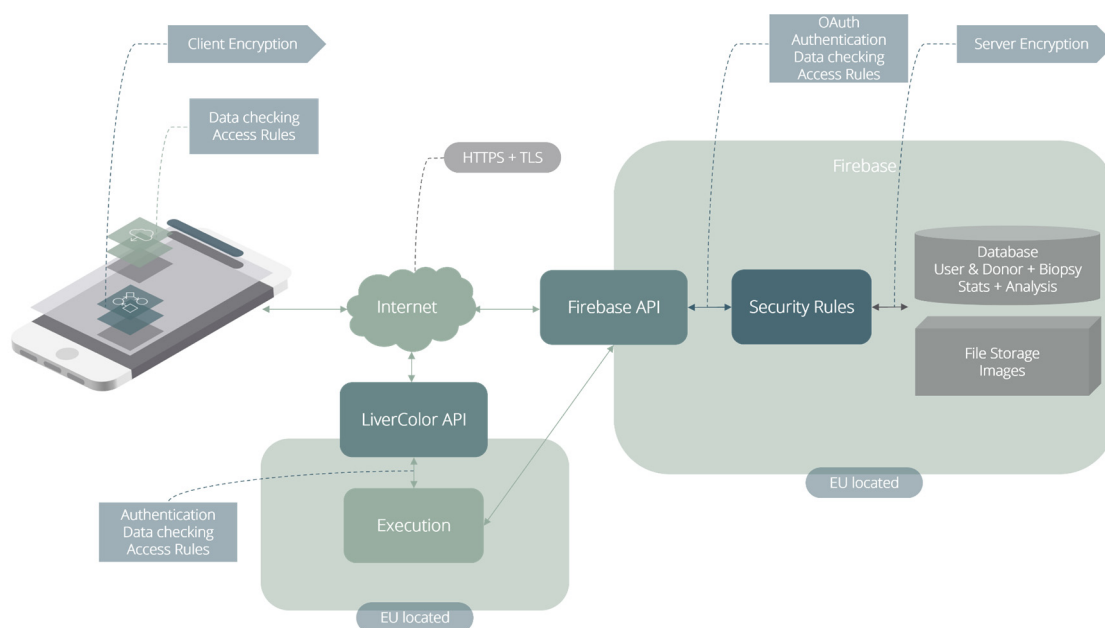 Client Encryption
OAuth
Authentication
Data checking
Access Rules
Server Encryption
Data checking
Access Rules
HTTPS + TLS
Firebase
Database
User & Donor + Biopsy
Stats + Analysis
Internet
Firebase API
Security Rules
File Storage
Images
LiverColor API
EU located
Authentication
Data checking
Access Rules
Execution
EU located